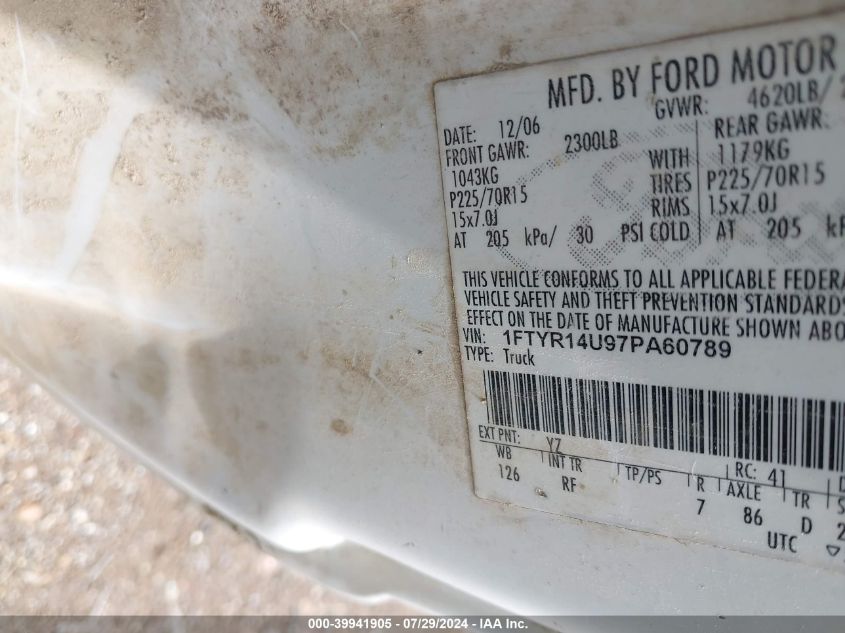 MFD. BY FORD MOTOR
GVWR: 4620LB/
DATE: 12/06
FRONT GAWR: 2300LB
REAR GAWR:
1043KG WITH 1179KG
P225/70R15 TIRES P225/70R15
15x7.0J RIMS 15x7.0J
AT 205 kPa/ 30 PSI COLD AT 205
THIS VEHICLE CONFORMS TO ALL APPLICABLE FEDERA
VEHICLE SAFETY AND THEFT PREVENTION STANDARDS
EFFECT ON THE DATE OF MANUFACTURE SHOWN ABO
VIN: 1FTYR14U97PA60789
TYPE: Truck
EXT PNT: YZ RC: 41
WB INT TR TP/PS R AXLE TR S
126 RF 7 86 D 2
UTC
000-39941905 - 07/29/2024 - IAA Inc.